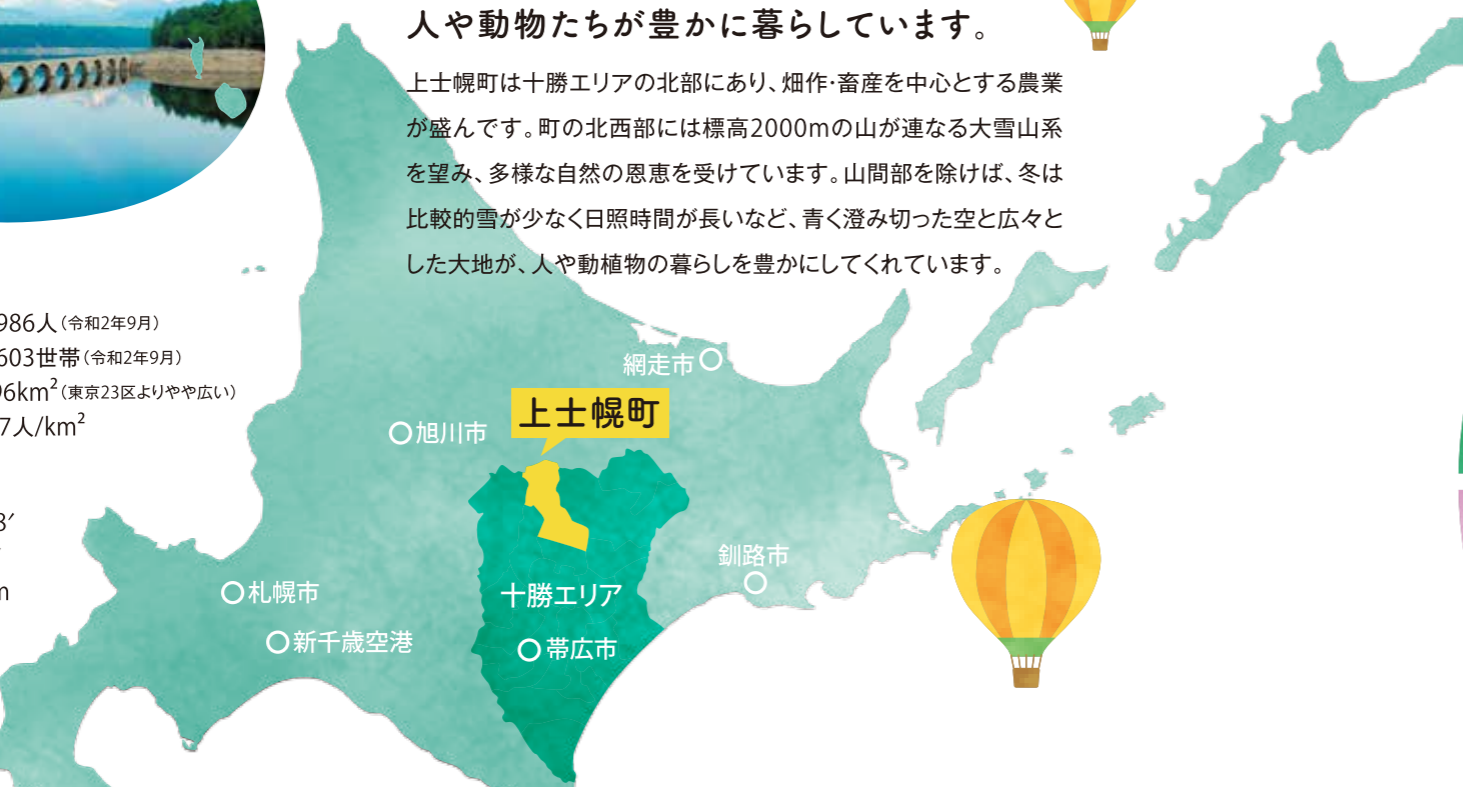 人や動物たちが豊かに暮らしています。
上士幌町は十勝エリアの北部にあり、畑作・畜産を中心とする農業
が盛んです。町の北西部には標高2000mの山が連なる大雪山系
を望み、多様な自然の恩恵を受けています。山間部を除けば、冬は
比較的雪が少なく日照時間が長いなど、青く澄み切った空と広々と
した大地が、人や動植物の暮らしを豊かにしてくれています。
986人（令和2年9月）
603世帯（令和2年9月）
96km²（東京23区よりやや広い）
7人/km²
8′
m
網走市
上士幌町
旭川市
釧路市
十勝エリア
札幌市
新千歳空港
帯広市